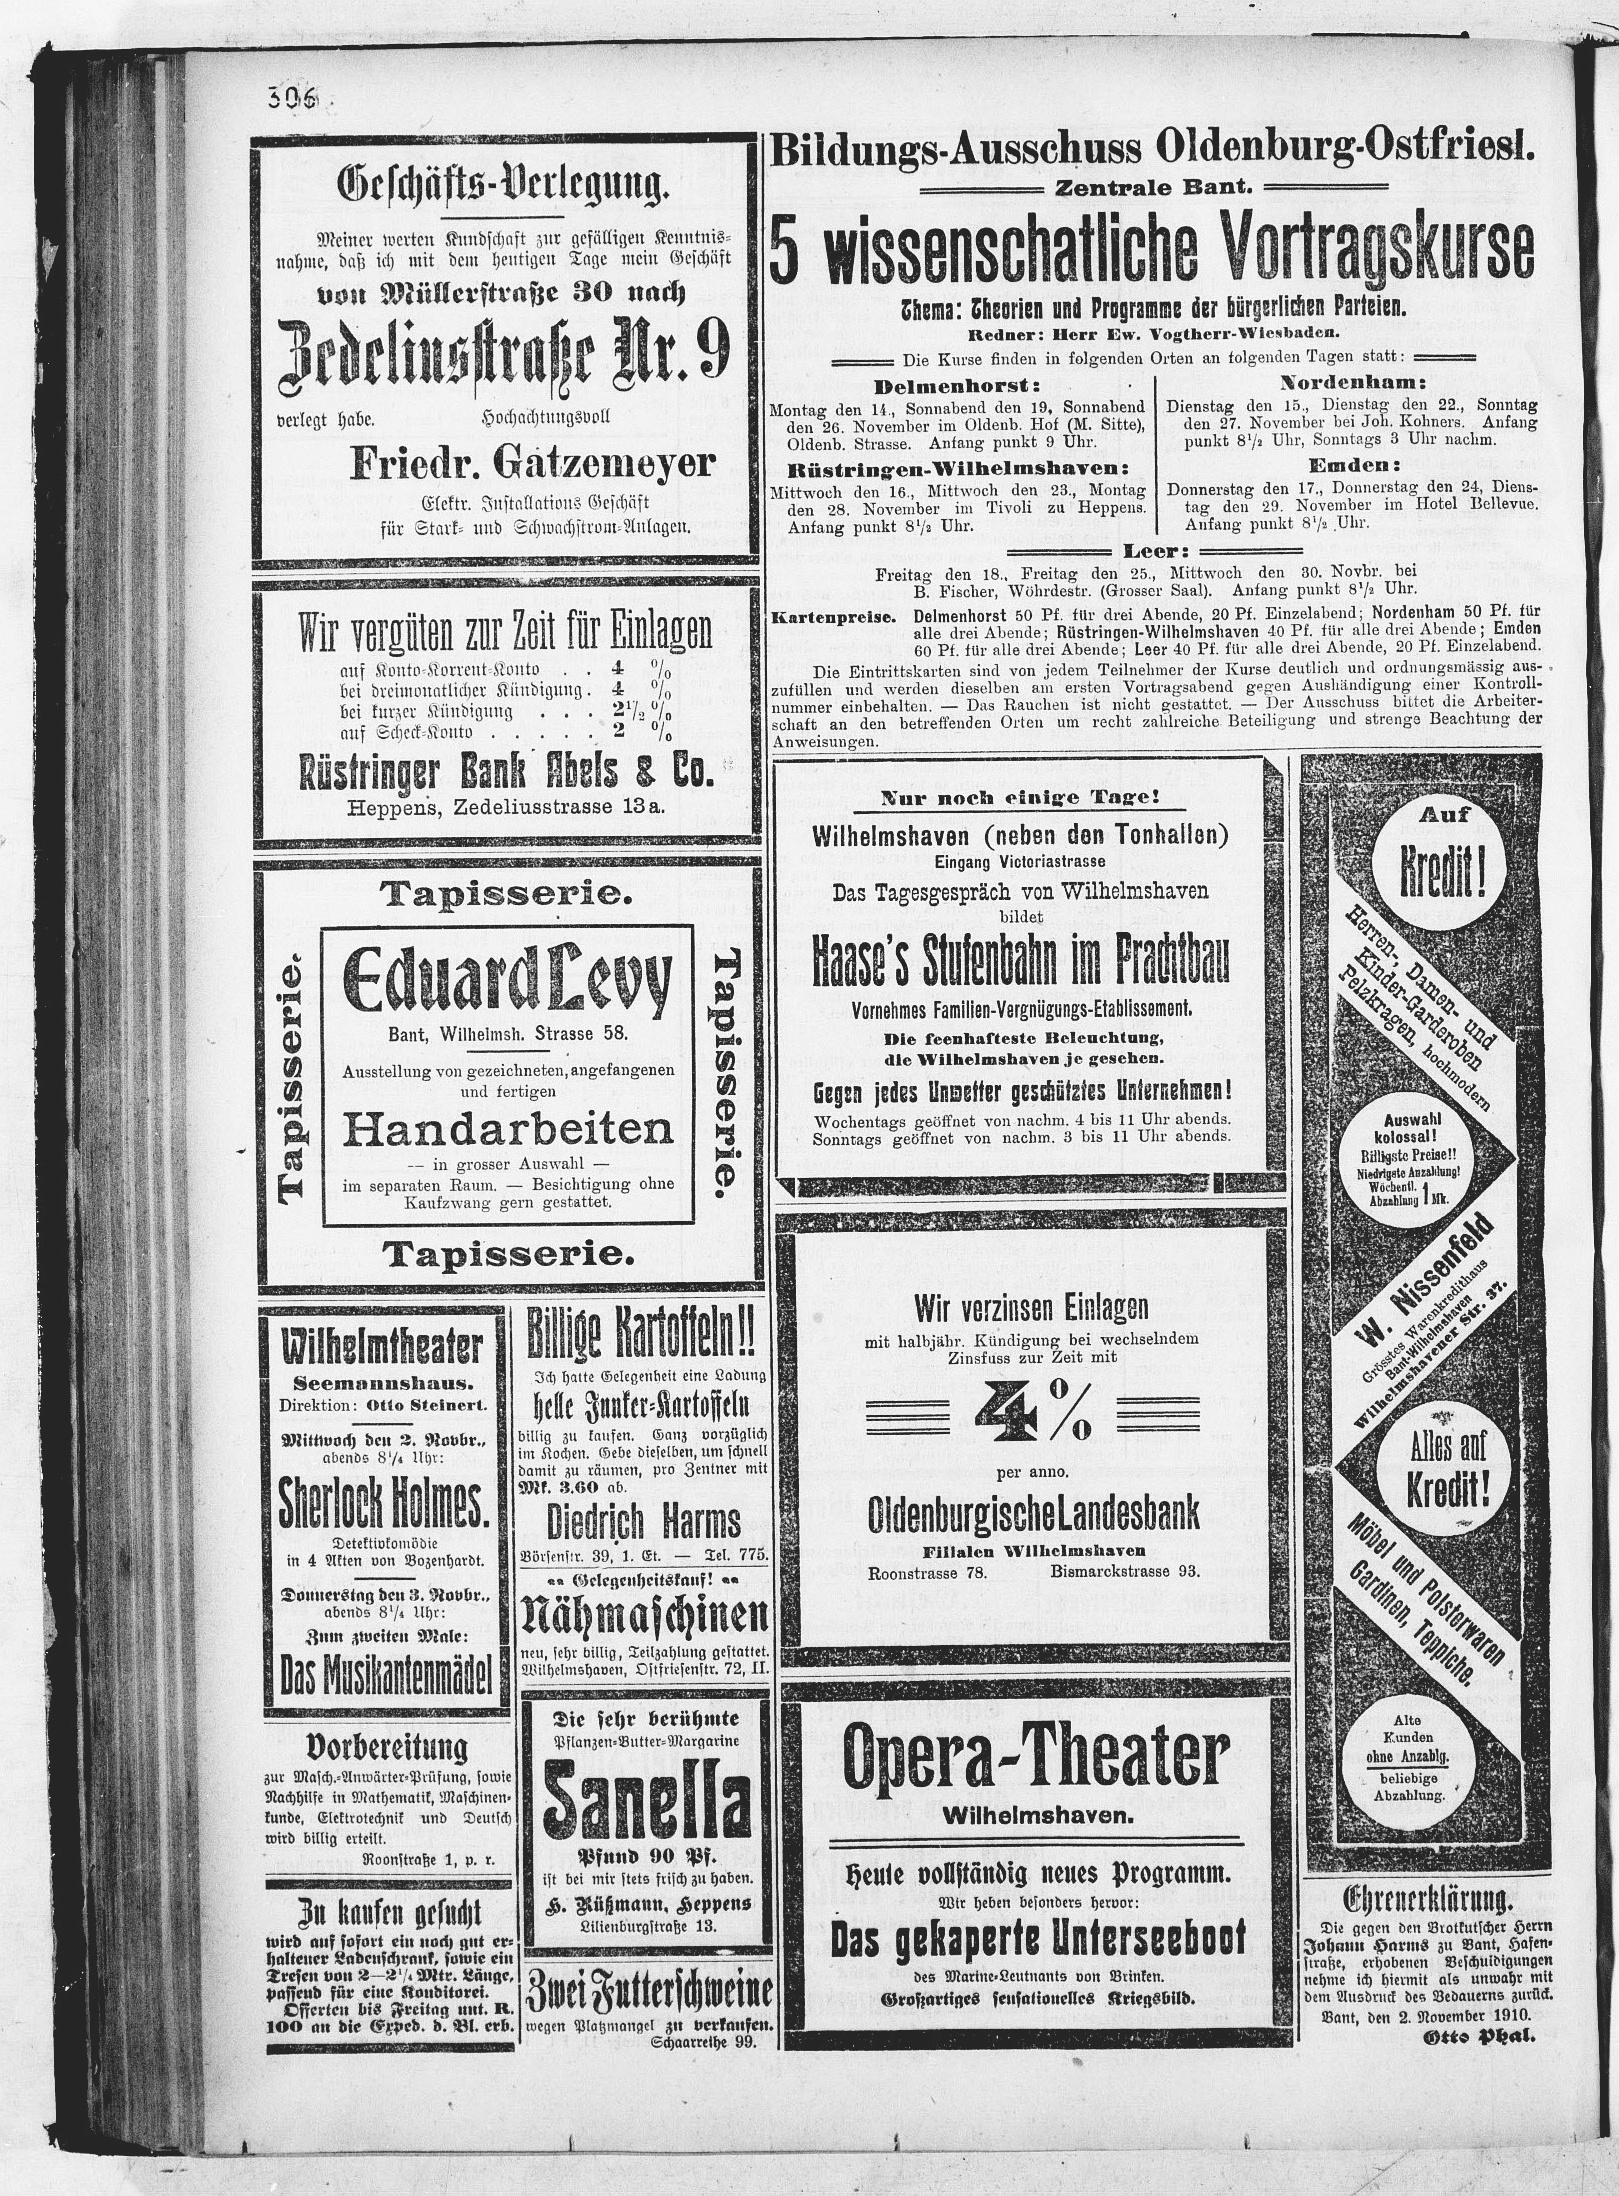 306
Geschäfts-Verlegung.
Meiner werten Kundschaft zur gefälligen Kenntnis-
nahme, daß ich mit dem heutigen Tage mein Geschäft
von Müllerstraße 30 nach
Zedeliusstraße Nr. 9
verlegt habe. Hochachtungsvoll
Friedr. Gatzemeyer
Elektr. Installations Geschäft
für Stark- und Schwachstrom-Anlagen.
Wir vergüten zur Zeit für Einlagen
auf Konto-Korrent-Konto . . 4 %
bei dreimonatlicher Kündigung . 4 %
bei kurzer Kündigung . . . 2 1/2 %
auf Scheck-Konto . . . . . 2 %
Rüstringer Bank Abels & Co.
Heppens, Zedeliusstrasse 13a.
Tapisserie.
Tapisserie.
Eduard Levy
Bant, Wilhelmsh. Strasse 58.
Ausstellung von gezeichneten, angefangenen
und fertigen
Handarbeiten
— in grosser Auswahl —
im separaten Raum. — Besichtigung ohne
Kaufzwang gern gestattet.
Tapisserie.
Tapisserie.
Wilhelmtheater
Seemannshaus.
Direktion: Otto Steinert.
Mittwoch den 2. Novbr.,
abends 8 1/4 Uhr:
Sherlock Holmes.
Detektivkomödie
in 4 Akten von Bozenhardt.
Donnerstag den 3. Novbr.,
abends 8 1/4 Uhr:
Zum zweiten Male:
Das Musikantenmädel
Vorbereitung
zur Masch.-Anwärter-Prüfung, sowie
Nachhilfe in Mathematik, Maschinen-
kunde, Elektrotechnik und Deutsch
wird billig erteilt.
Roonstraße 1, p. r.
Zu kaufen gesucht
wird auf sofort ein noch gut er-
haltener Ladenschrank, sowie ein
Tresen von 2—2 1/4 Mtr. Länge,
passend für eine Konditorei.
Offerten bis Freitag unt. R.
100 an die Exped. d. Bl. erb.
Billige Kartoffeln!!
Ich hatte Gelegenheit eine Ladung
helle Junker-Kartoffeln
billig zu kaufen. Ganz vorzüglich
im Kochen. Gebe dieselben, um schnell
damit zu räumen, pro Zentner mit
Mk. 3.60 ab.
Diedrich Harms
Börsenstr. 39, 1. Et. — Tel. 775.
Gelegenheitskauf!
Nähmaschinen
neu, sehr billig, Teilzahlung gestattet.
Wilhelmshaven, Ostfriesenstr. 72, II.
Die sehr berühmte
Pflanzen-Butter-Margarine
Sanella
Pfund 90 Pf.
ist bei mir stets frisch zu haben.
H. Rüßmann, Heppens
Lilienburgstraße 13.
Zwei Futterschweine
wegen Platzmangel zu verkaufen.
Schaarreihe 99.
Bildungs-Ausschuss Oldenburg-Ostfriesl.
Zentrale Bant.
5 wissenschatliche Vortragskurse
Thema: Theorien und Programme der bürgerlichen Parteien.
Redner: Herr Ew. Vogtherr-Wiesbaden.
Die Kurse finden in folgenden Orten an folgenden Tagen statt:
Delmenhorst:
Montag den 14., Sonnabend den 19, Sonnabend
den 26. November im Oldenb. Hof (M. Sitte),
Oldenb. Strasse. Anfang punkt 9 Uhr.
Rüstringen-Wilhelmshaven:
Mittwoch den 16., Mittwoch den 23., Montag
den 28. November im Tivoli zu Heppens.
Anfang punkt 8 1/2 Uhr.
Nordenham:
Dienstag den 15., Dienstag den 22., Sonntag
den 27. November bei Joh. Kohners. Anfang
punkt 8 1/2 Uhr, Sonntags 3 Uhr nachm.
Emden:
Donnerstag den 17., Donnerstag den 24, Diens-
tag den 29. November im Hotel Bellevue.
Anfang punkt 8 1/2 Uhr.
Leer:
Freitag den 18., Freitag den 25., Mittwoch den 30. Novbr. bei
B. Fischer, Wöhrdestr. (Grosser Saal). Anfang punkt 8 1/2 Uhr.
Kartenpreise. Delmenhorst 50 Pf. für drei Abende, 20 Pf. Einzelabend; Nordenham 50 Pf. für
alle drei Abende; Rüstringen-Wilhelmshaven 40 Pf. für alle drei Abende; Emden
60 Pf. für alle drei Abende; Leer 40 Pf. für alle drei Abende, 20 Pf. Einzelabend.
Die Eintrittskarten sind von jedem Teilnehmer der Kurse deutlich und ordnungsmässig aus-
zufüllen und werden dieselben am ersten Vortragsabend gegen Aushändigung einer Kontroll-
nummer einbehalten. — Das Rauchen ist nicht gestattet. — Der Ausschuss bittet die Arbeiter-
schaft an den betreffenden Orten um recht zahlreiche Beteiligung und strenge Beachtung der
Anweisungen.
Nur noch einige Tage!
Wilhelmshaven (neben den Tonhallen)
Eingang Victoriastrasse
Das Tagesgespräch von Wilhelmshaven
bildet
Haase's Stufenbahn im Prachtbau
Vornehmes Familien-Vergnügungs-Etablissement.
Die feenhafteste Beleuchtung,
die Wilhelmshaven je gesehen.
Gegen jedes Unwetter geschütztes Unternehmen!
Wochentags geöffnet von nachm. 4 bis 11 Uhr abends.
Sonntags geöffnet von nachm. 3 bis 11 Uhr abends.
Wir verzinsen Einlagen
mit halbjähr. Kündigung bei wechselndem
Zinsfuss zur Zeit mit
4%
per anno.
Oldenburgische Landesbank
Filialen Wilhelmshaven
Roonstrasse 78. Bismarckstrasse 93.
Opera-Theater
Wilhelmshaven.
Heute vollständig neues Programm.
Wir heben besonders hervor:
Das gekaperte Unterseeboot
des Marine-Leutnants von Brinken.
Großartiges sensationelles Kriegsbild.
Auf
Kredit!
Herren-, Damen- und
Kinder-Garderoben
Pelzkragen, hochmodern
Auswahl
kolossal!
Billigste Preise!!
Niedrigste Anzahlung!
Wöchentl.
Abzahlung 1 Mk.
W. Nissenfeld
Grösstes Warenkredithaus
Bant-Wilhelmshaven
Wilhelmshavener Str. 37.
Alles auf
Kredit!
Möbel und Polsterwaren
Gardinen, Teppiche.
Alte
Kunden
ohne Anzahlg.
beliebige
Abzahlung.
Ehrenerklärung.
Die gegen den Brotkutscher Herrn
Johann Harms zu Bant, Hafen-
straße, erhobenen Beschuldigungen
nehme ich hiermit als unwahr mit
dem Ausdruck des Bedauerns zurück.
Bant, den 2. November 1910.
Otto Phal.